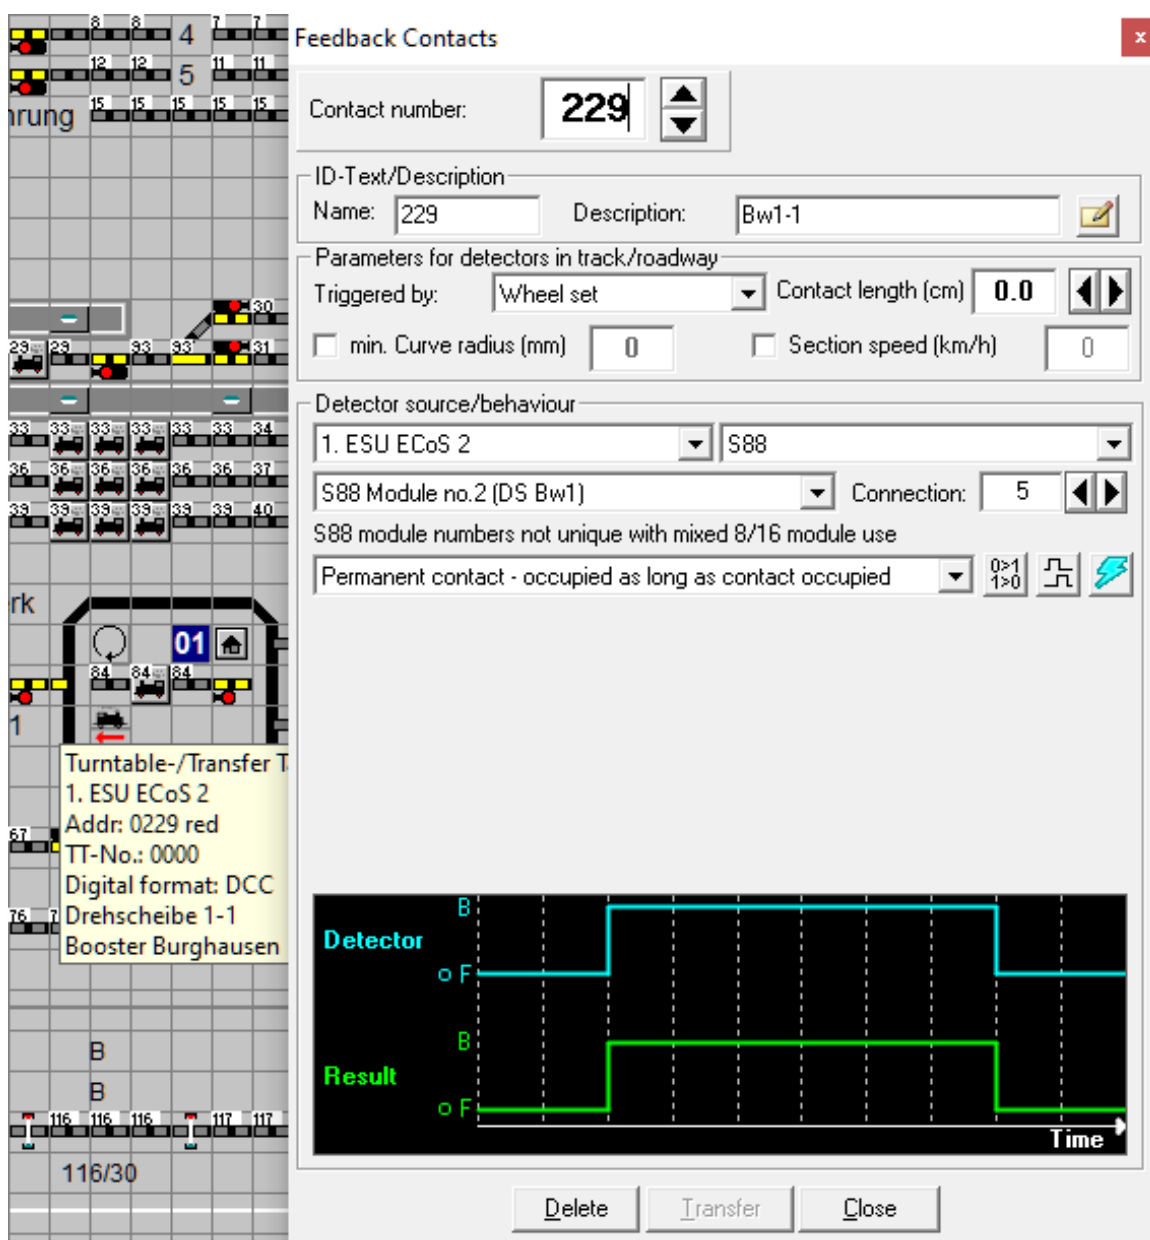 8 8 4 7 7
12 12 5 11 11
hrung 15 15 15 15 15
30
29 29 93 93 31
33 33 33 33 33 33 34
36 36 36 36 36 36 37
39 39 39 39 39 39 40
rk
01
84 84 84
1
Turntable-/Transfer T
1. ESU ECoS 2
Addr: 0229 red
TT-No.: 0000
Digital format: DCC
Drehscheibe 1-1
Booster Burghausen
67
76 7
B
B
116 116 116 117 117
116/30
Feedback Contacts x
Contact number: 229
ID-Text/Description
Name: 229 Description: Bw1-1
Parameters for detectors in track/roadway
Triggered by: Wheel set Contact length (cm) 0.0
min. Curve radius (mm) 0 Section speed (km/h) 0
Detector source/behaviour
1. ESU ECoS 2 S88
S88 Module no.2 (DS Bw1) Connection: 5
S88 module numbers not unique with mixed 8/16 module use
Permanent contact - occupied as long as contact occupied 0>1
1>0
B
Detector
o F
B
Result
o F
Time
Delete Transfer Close